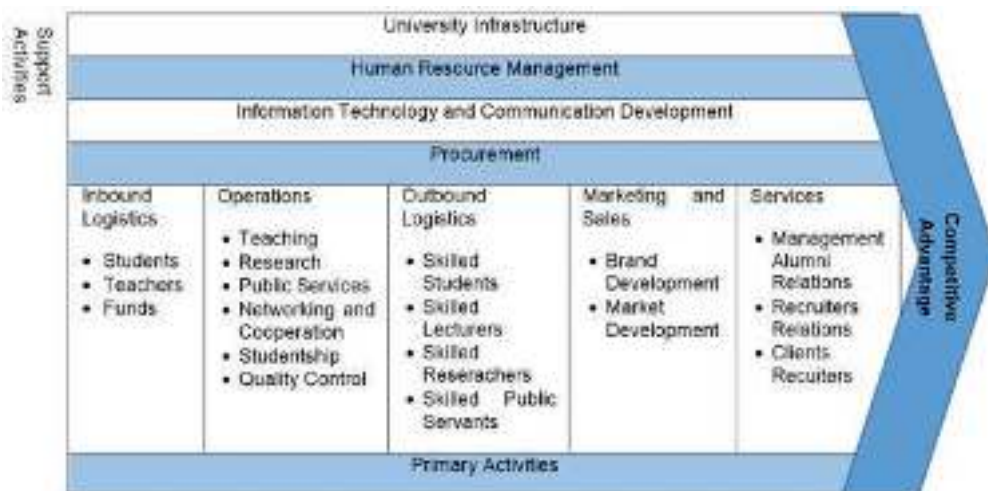 Support
Activities
University Infrastructure
Human Resource Management
Information Technology and Communication Development
Procurement
Inbound
Logistics
• Students
• Teachers
• Funds
Operations
• Teaching
• Research
• Public Services
• Networking and
Cooperation
• Studentship
• Quality Control
Outbound
Logistics
• Skilled
Students
• Skilled
Lecturers
• Skilled
Reserachers
• Skilled Public
Servants
Marketing and
Sales
• Brand
Development
• Market
Development
Services
• Management
Alumni
Relations
• Recruiters
Relations
• Clients
Recuiters
Competitive
Advantage
Primary Activities